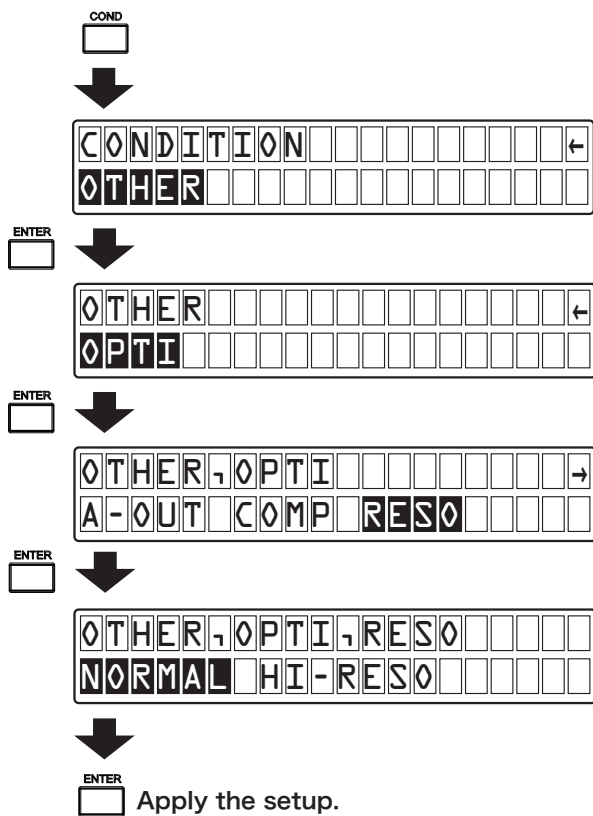 COND
CONDITION ←
OTHER
ENTER
OTHER ←
OPTI
ENTER
OTHER┐OPTI →
A-OUT COMP RESO
ENTER
OTHER┐OPTI┐RESO
NORMAL HI-RESO
ENTER
Apply the setup.